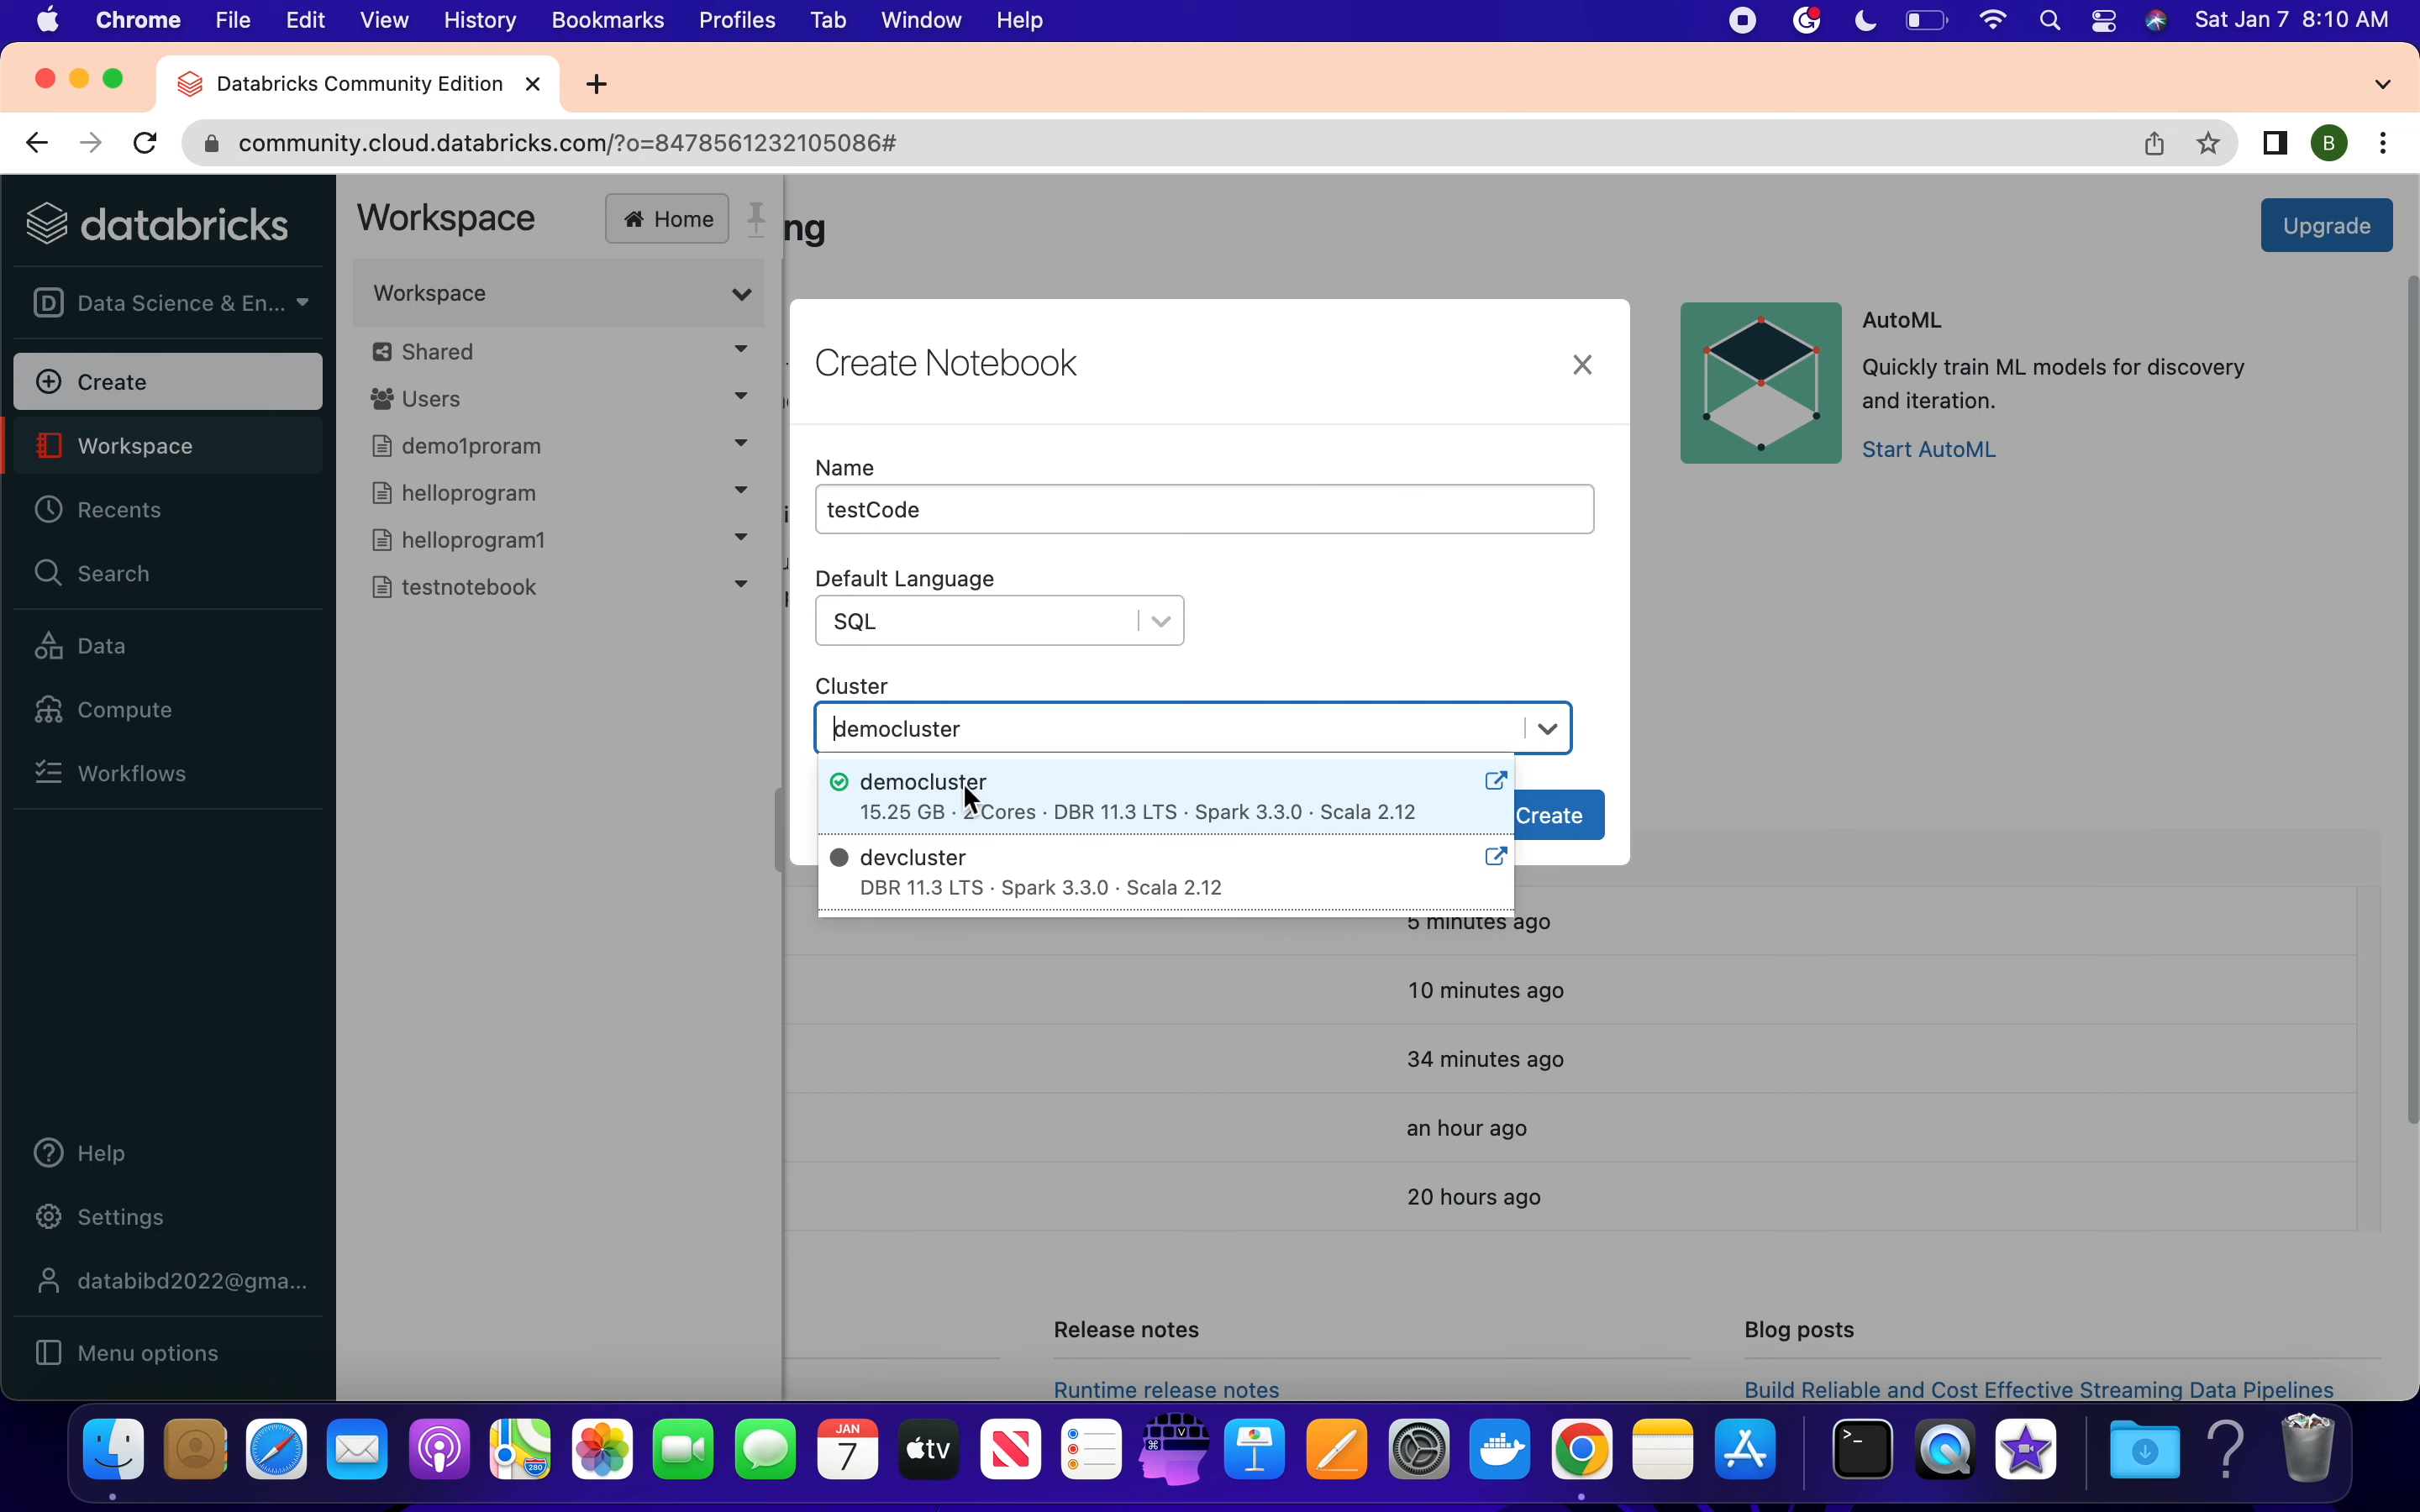 Chrome File Edit View History Bookmarks Profiles Tab Window Help Sat Jan 7 8:10 AM
Databricks Community Edition
community.cloud.databricks.com/?o=8478561232105086#
B
databricks
Data Science & En...
Create
Workspace
Recents
Search
Data
Compute
Workflows
Help
Settings
databibd2022@gma...
Menu options
Workspace
Home
Workspace
Shared
Users
demo1proram
helloprogram
helloprogram1
testnotebook
ng
Upgrade
Create Notebook
Name
testCode
Default Language
SQL
Cluster
democluster
democluster
15.25 GB · 2 Cores · DBR 11.3 LTS · Spark 3.3.0 · Scala 2.12
devcluster
DBR 11.3 LTS · Spark 3.3.0 · Scala 2.12
Create
AutoML
Quickly train ML models for discovery
and iteration.
Start AutoML
5 minutes ago
10 minutes ago
34 minutes ago
an hour ago
20 hours ago
Release notes
Runtime release notes
Blog posts
Build Reliable and Cost Effective Streaming Data Pipelines
JAN
7
tv
280